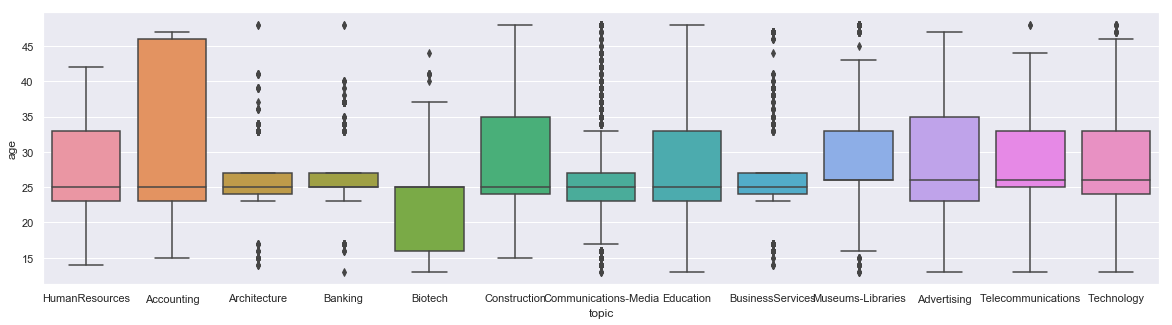 45
40
35
30
25
20
15
age
HumanResources Accounting Architecture Banking Biotech Construction Communications-Media Education BusinessServices Museums-Libraries Advertising Telecommunications Technology
topic